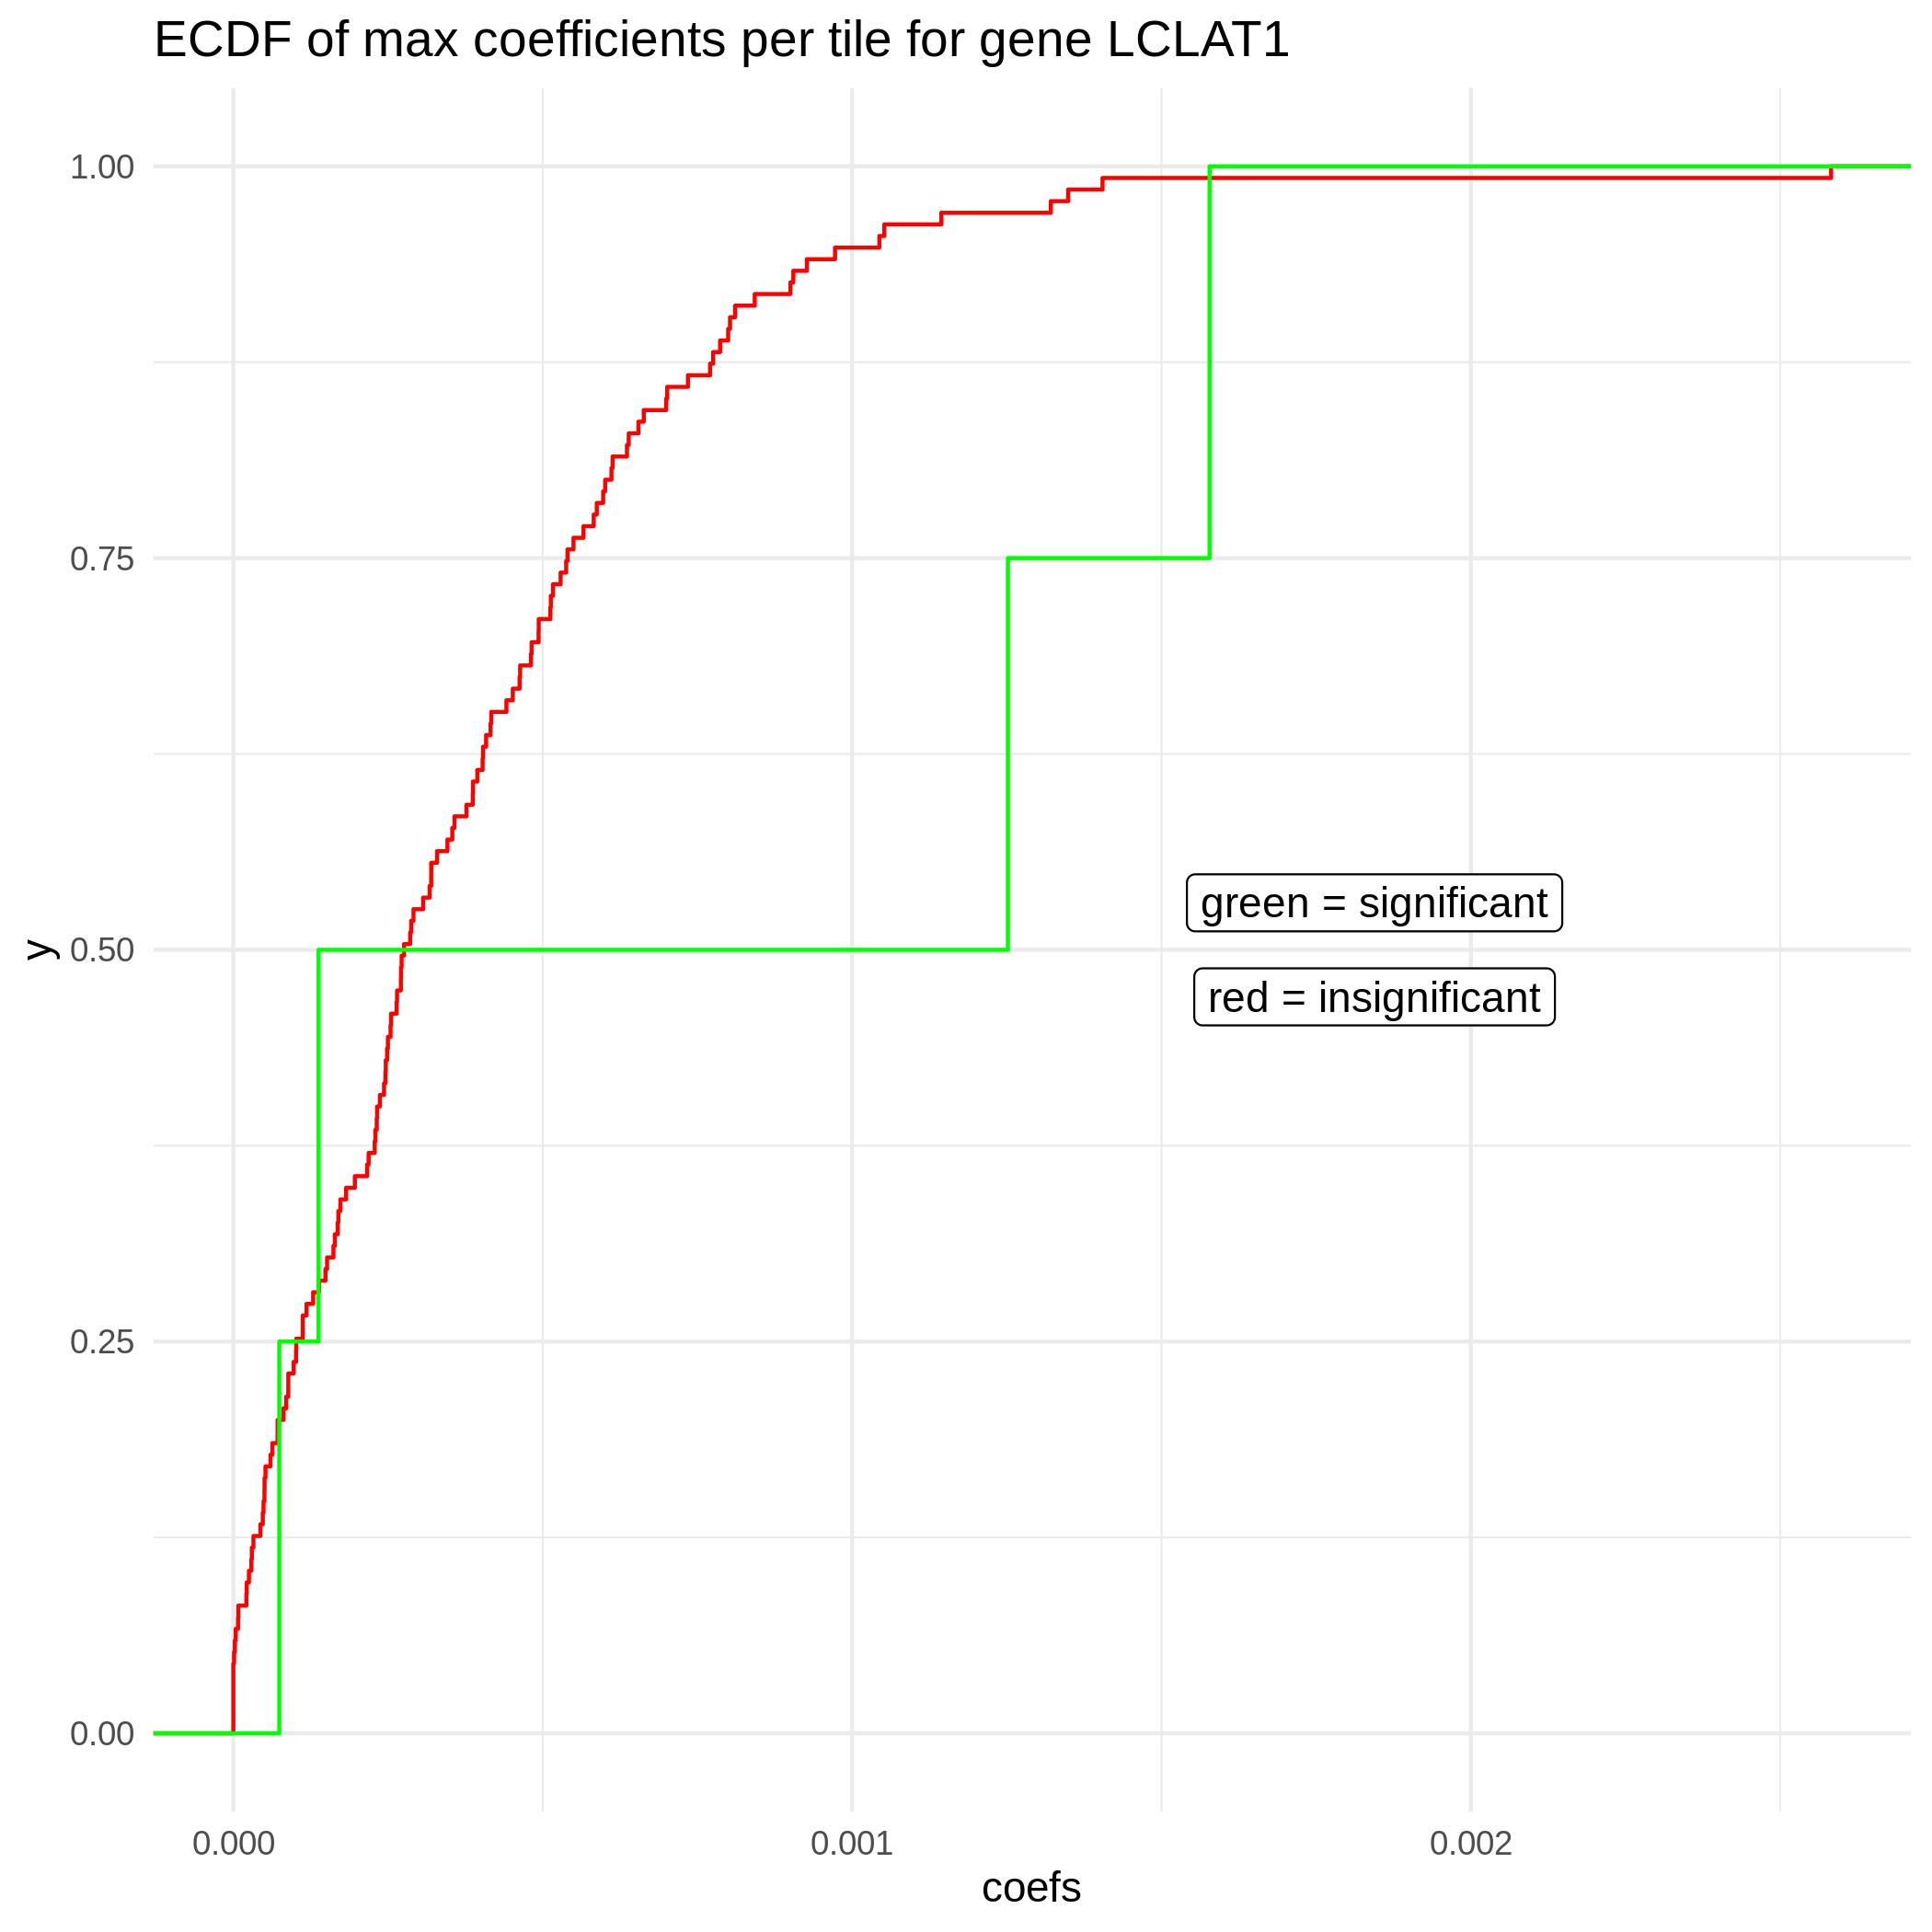 ECDF of max coefficients per tile for gene LCLAT1
1.00
0.75
0.50
0.25
0.00
y
green = significant
red = insignificant
0.000
0.001
0.002
coefs